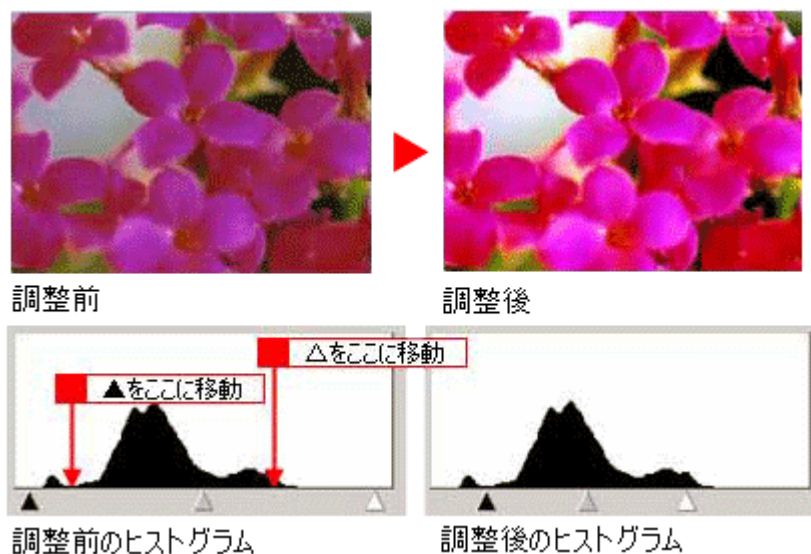 調整前
調整後
△をここに移動
▲をここに移動
調整前のヒストグラム
調整後のヒストグラム